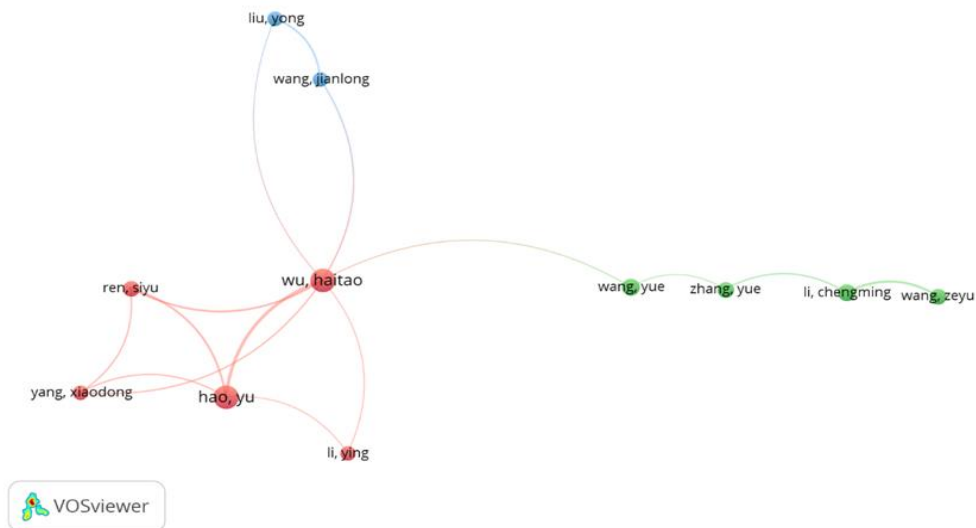 liu, yong
wang, jianlong
wu, haitao
ren, siyu
wang, yue
zhang, yue
li, chengming
wang, zeyu
yang, xiaodong
hao, yu
li, ying
VOSviewer